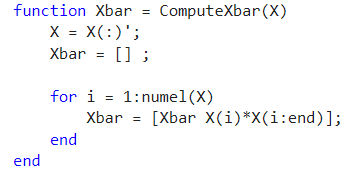 function Xbar = ComputeXbar(X)
    X = X(:)';
    Xbar = [] ;
    for i = 1:numel(X)
        Xbar = [Xbar X(i)*X(i:end)];
    end
end